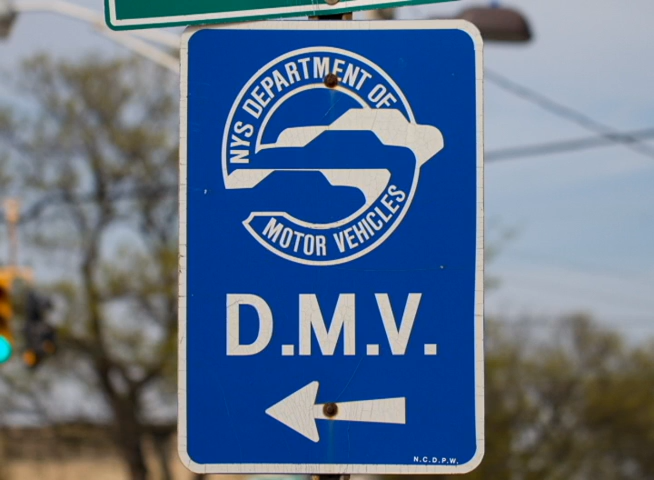 NYS DEPARTMENT OF
MOTOR VEHICLES
D.M.V.
N.C.D.P.W.